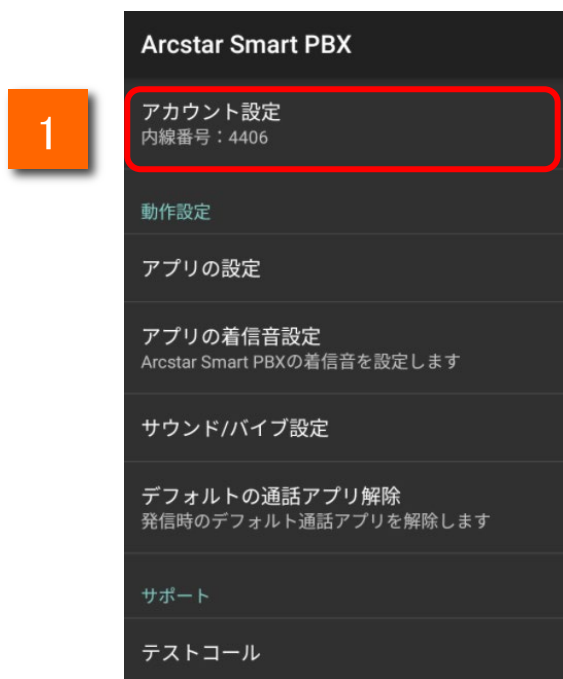 Arcstar Smart PBX
1
アカウント設定
内線番号：4406
動作設定
アプリの設定
アプリの着信音設定
Arcstar Smart PBXの着信音を設定します
サウンド/バイブ設定
デフォルトの通話アプリ解除
発信時のデフォルト通話アプリを解除します
サポート
テストコール